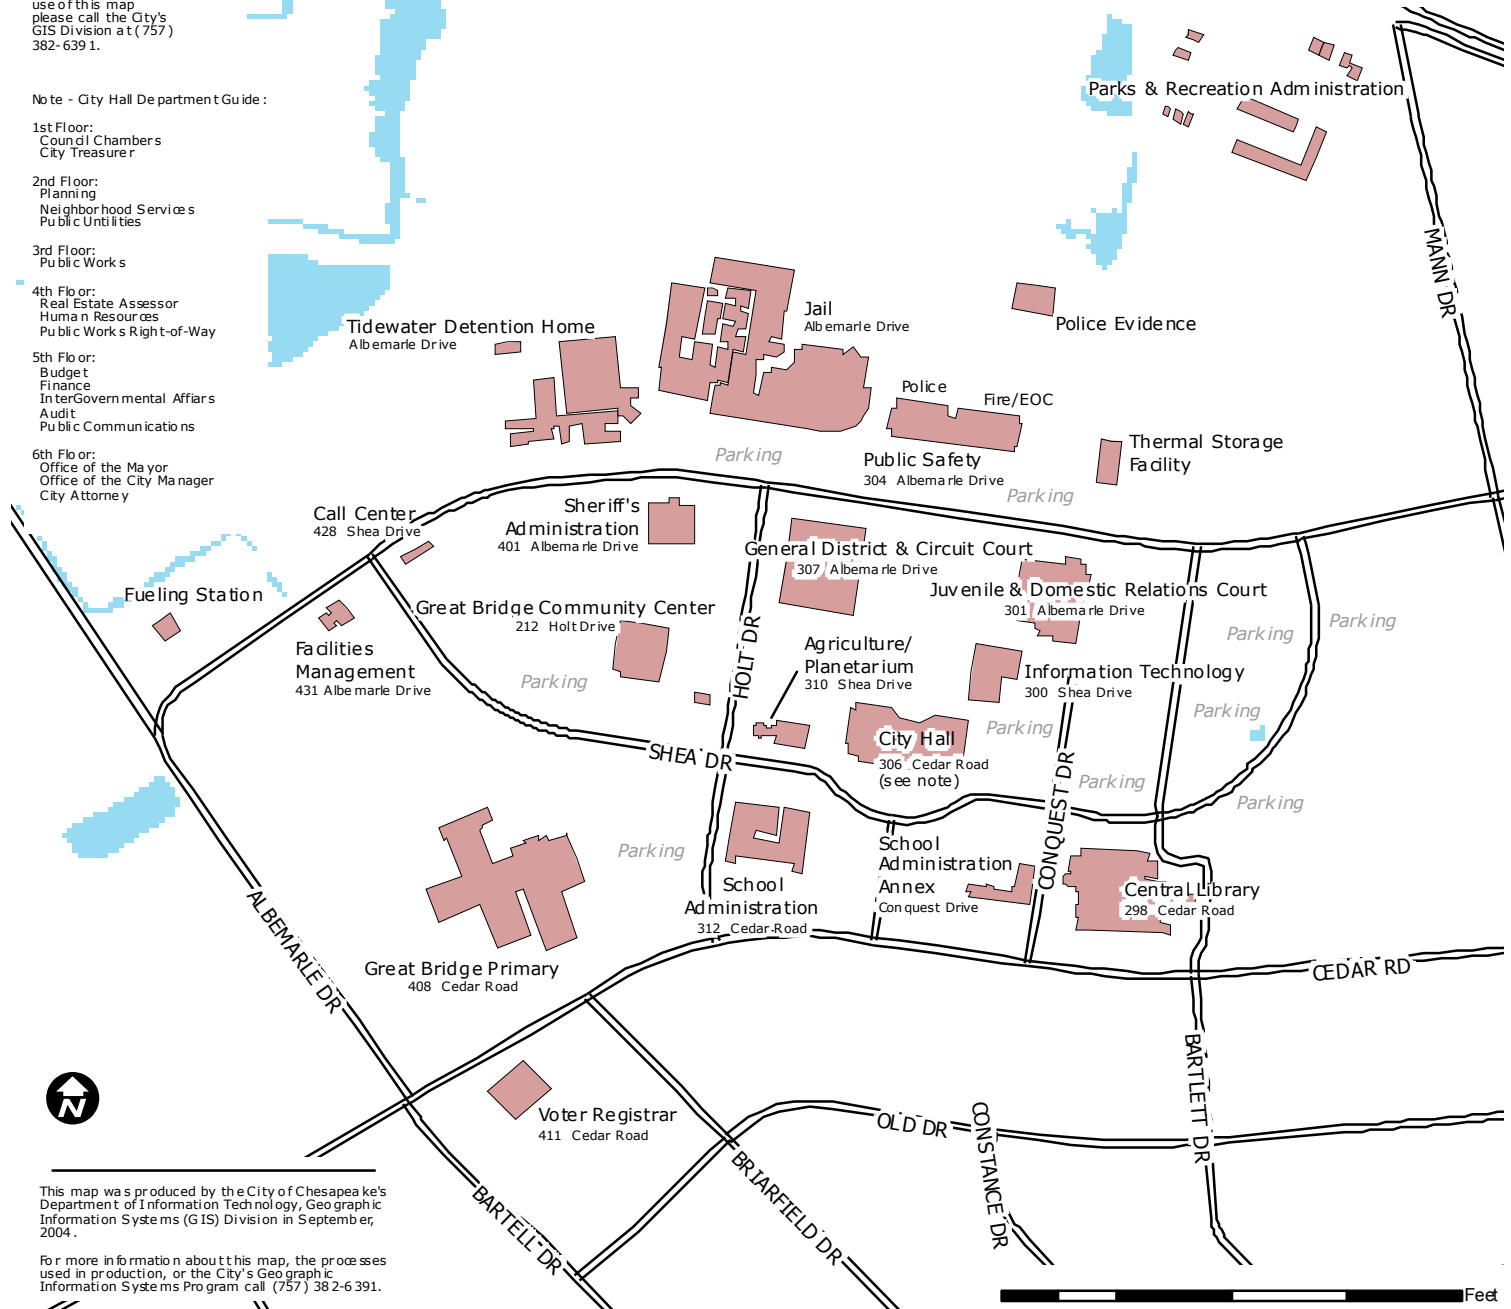 use of this map
please call the City's
GIS Division at (757)
382-6391.
Note - City Hall Department Guide:
1st Floor:
Council Chambers
City Treasurer
2nd Floor:
Planning
Neighborhood Services
Public Untilities
3rd Floor:
Public Works
4th Floor:
Real Estate Assessor
Human Resources
Public Works Right-of-Way
5th Floor:
Budget
Finance
InterGovernmental Affiars
Audit
Public Communications
6th Floor:
Office of the Mayor
Office of the City Manager
City Attorney
Parks & Recreation Administration
MANN DR
Tidewater Detention Home
Albemarle Drive
Jail
Albemarle Drive
Police Evidence
Police
Fire/EOC
Public Safety
304 Albemarle Drive
Thermal Storage
Facility
Parking
Parking
Call Center
428 Shea Drive
Sheriff's
Administration
401 Albemarle Drive
General District & Circuit Court
307 Albemarle Drive
Juvenile & Domestic Relations Court
301 Albemarle Drive
Fueling Station
Facilities
Management
431 Albemarle Drive
Great Bridge Community Center
212 Holt Drive
HOLT DR
Agriculture/
Planetarium
310 Shea Drive
Information Technology
300 Shea Drive
Parking
Parking
Parking
Parking
Parking
Parking
Parking
City Hall
306 Cedar Road
(see note)
SHEA DR
CONQUEST DR
Parking
School
Administration
312 Cedar Road
School
Administration
Annex
Conquest Drive
Central Library
298 Cedar Road
Great Bridge Primary
408 Cedar Road
ALBEMARLE DR
CEDAR RD
BARTLETT DR
Voter Registrar
411 Cedar Road
OLD DR
CONSTANCE DR
BRIARFIELD DR
BARTELL DR
N
This map was produced by the City of Chesapeake's
Department of Information Technology, Geographic
Information Systems (GIS) Division in September,
2004.
For more information about this map, the processes
used in production, or the City's Geographic
Information Systems Program call (757) 382-6391.
Feet